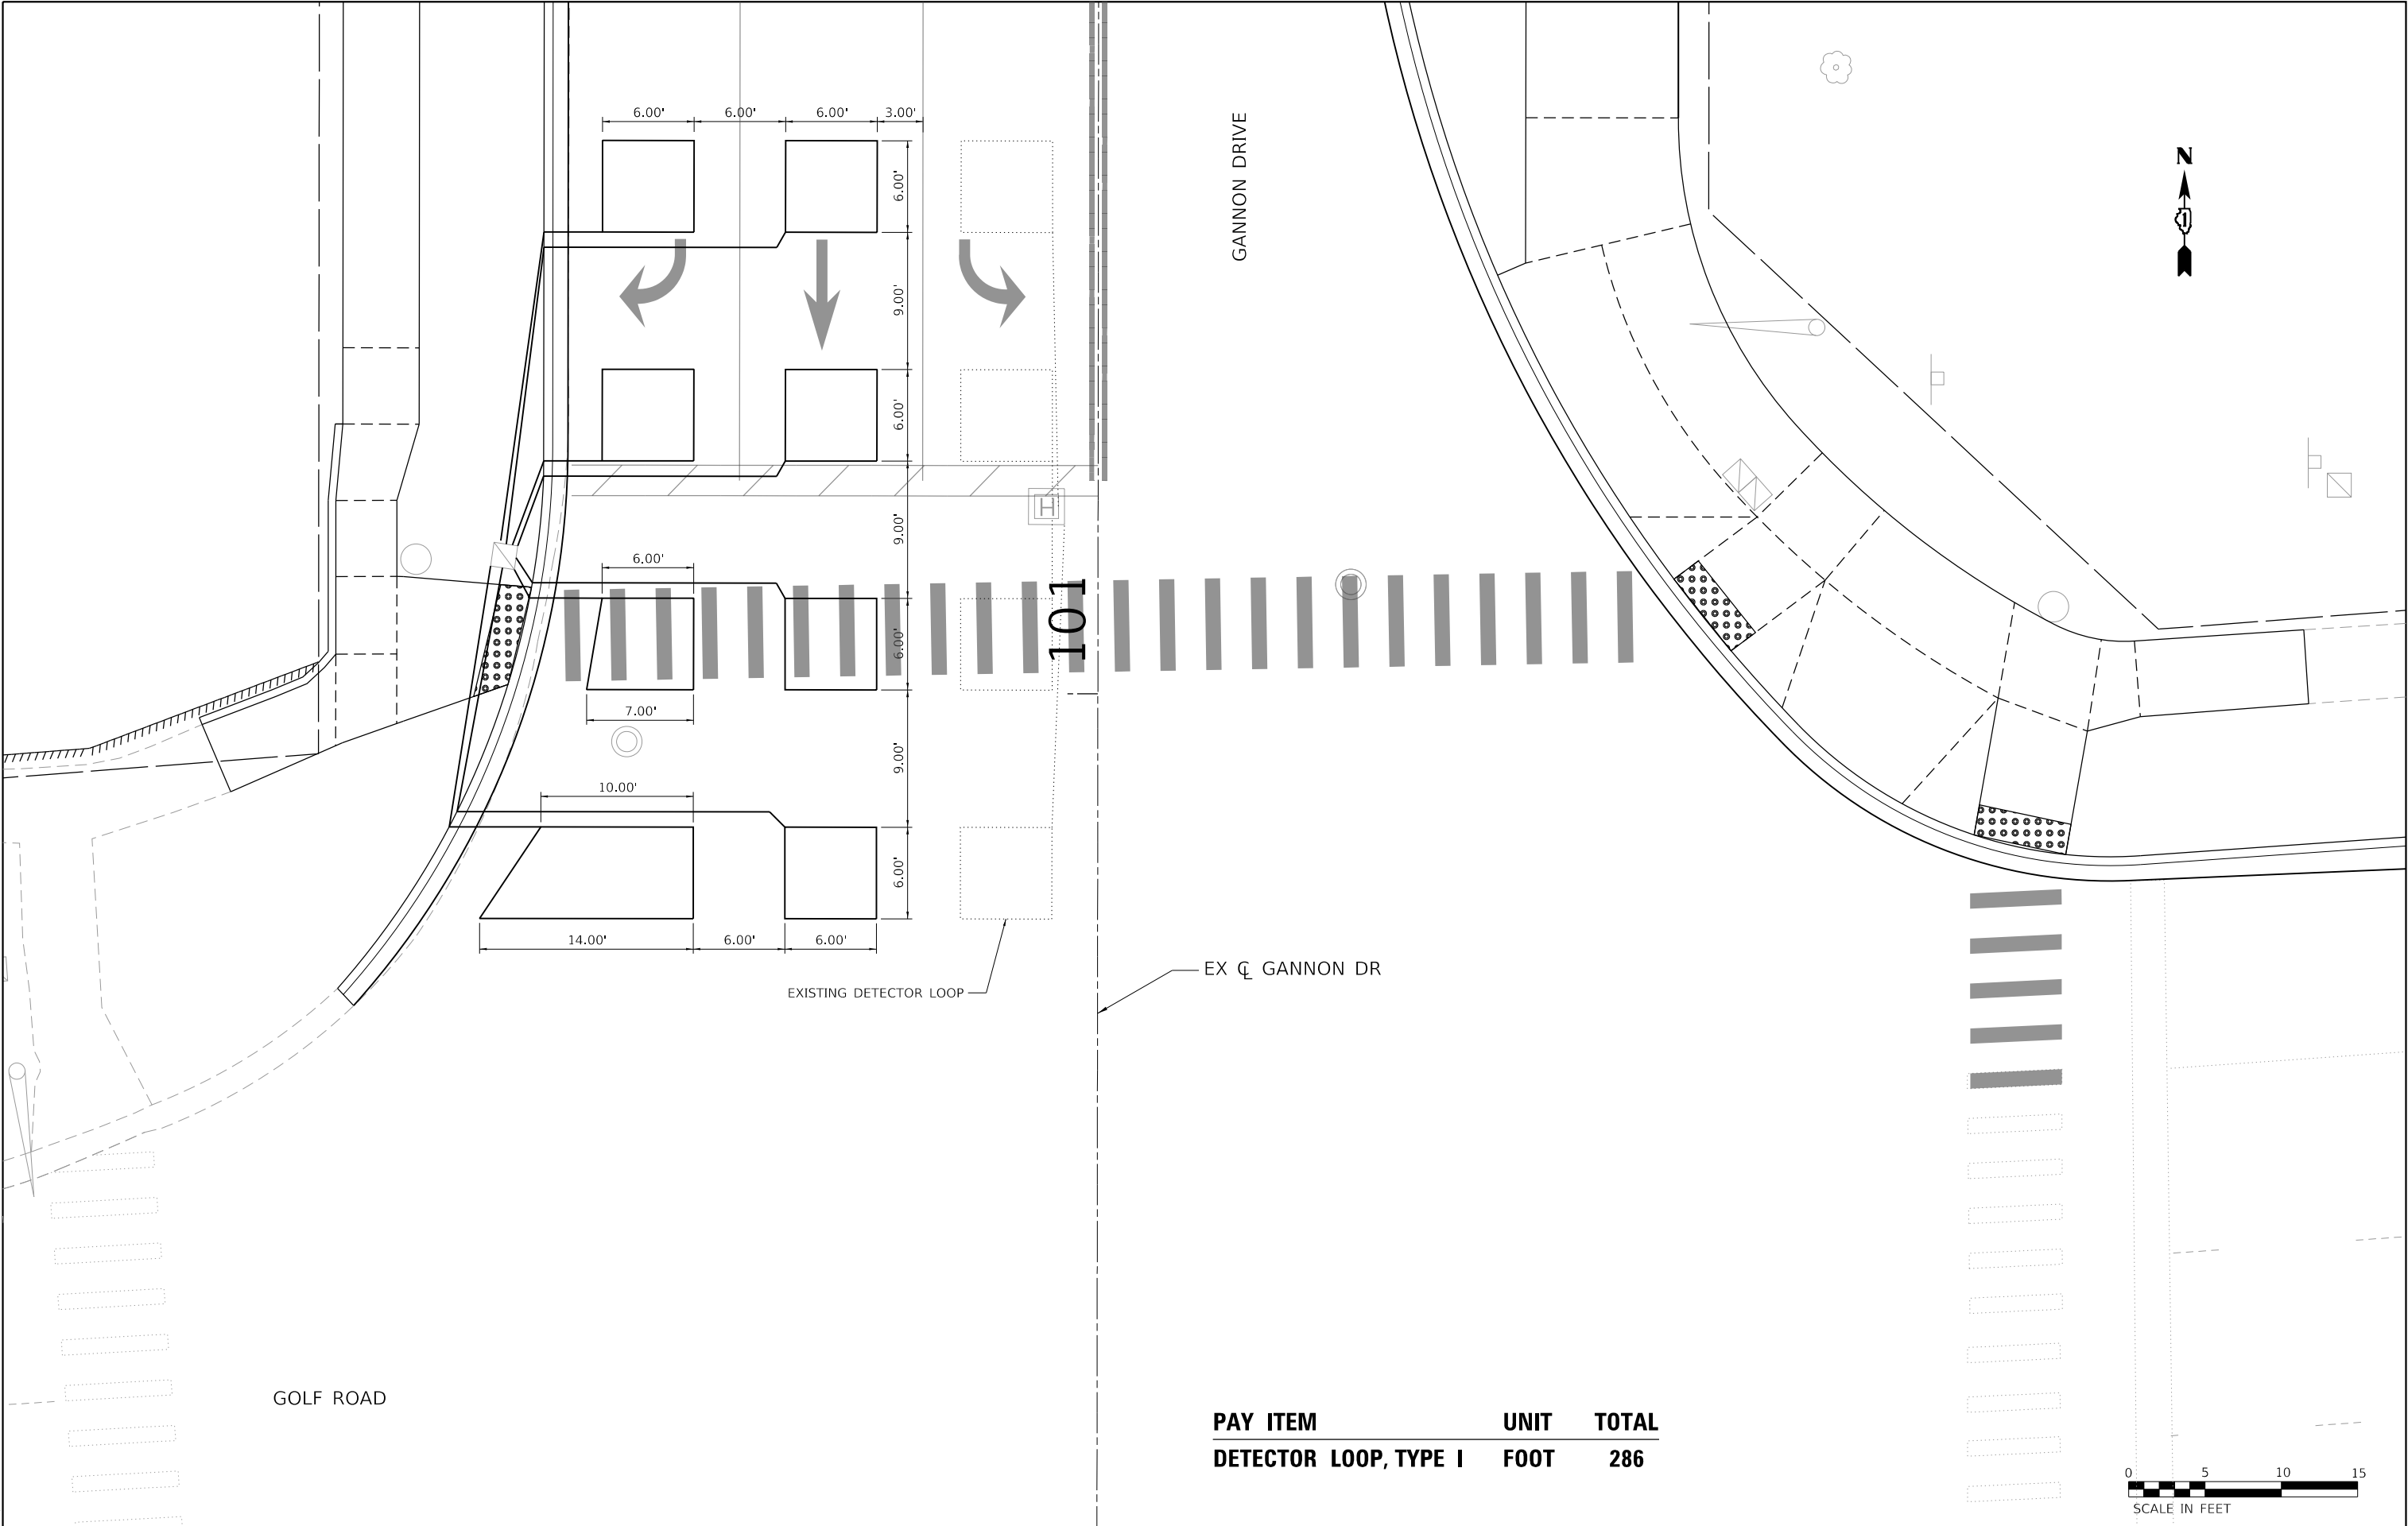 6.00' 6.00' 6.00' 3.00'
GANNON DRIVE
N
1
6.00'
9.00'
6.00'
H
9.00'
6.00'
101
6.00'
7.00'
9.00'
10.00'
6.00'
14.00' 6.00' 6.00'
EX ℄ GANNON DR
EXISTING DETECTOR LOOP
GOLF ROAD
PAY ITEM UNIT TOTAL
DETECTOR LOOP, TYPE I FOOT 286
0 5 10 15
SCALE IN FEET